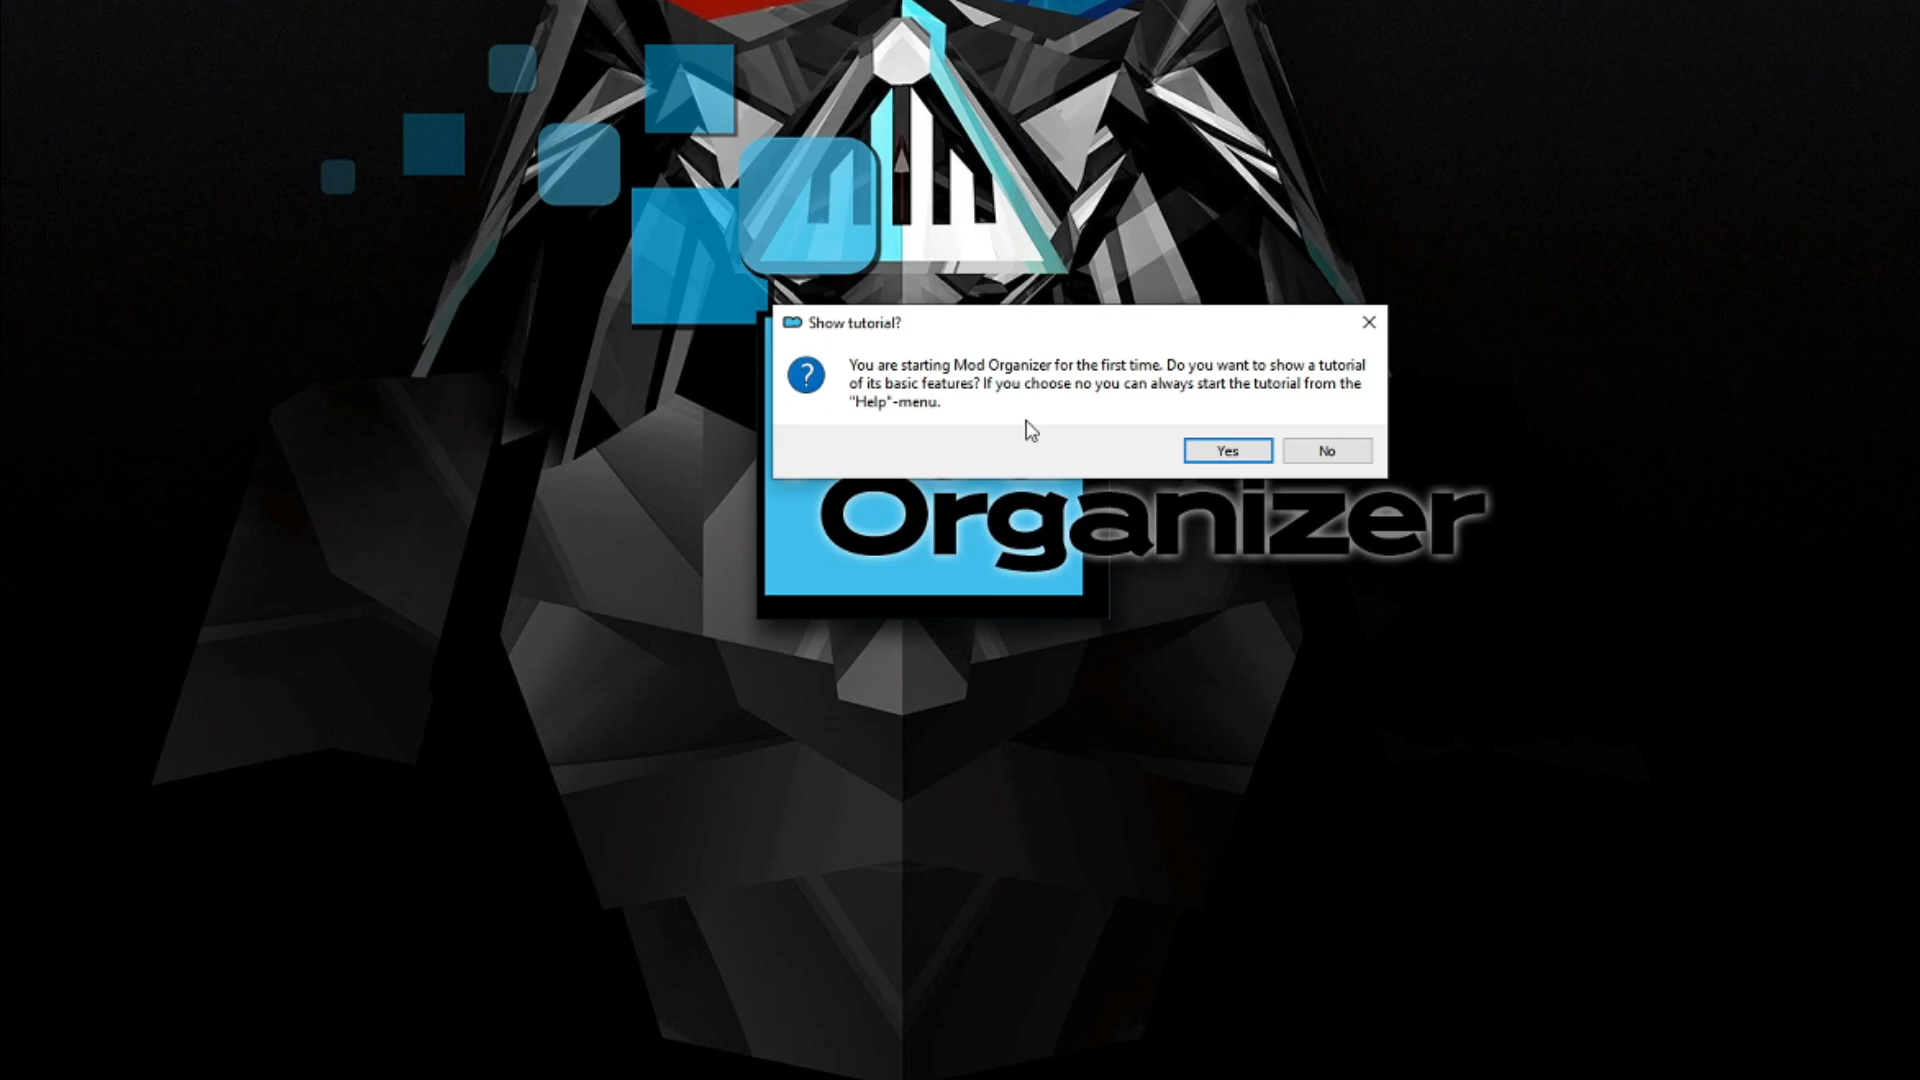 Show tutorial?
You are starting Mod Organizer for the first time. Do you want to show a tutorial
of its basic features? If you choose no you can always start the tutorial from the
"Help"-menu.
Yes
No
Organizer